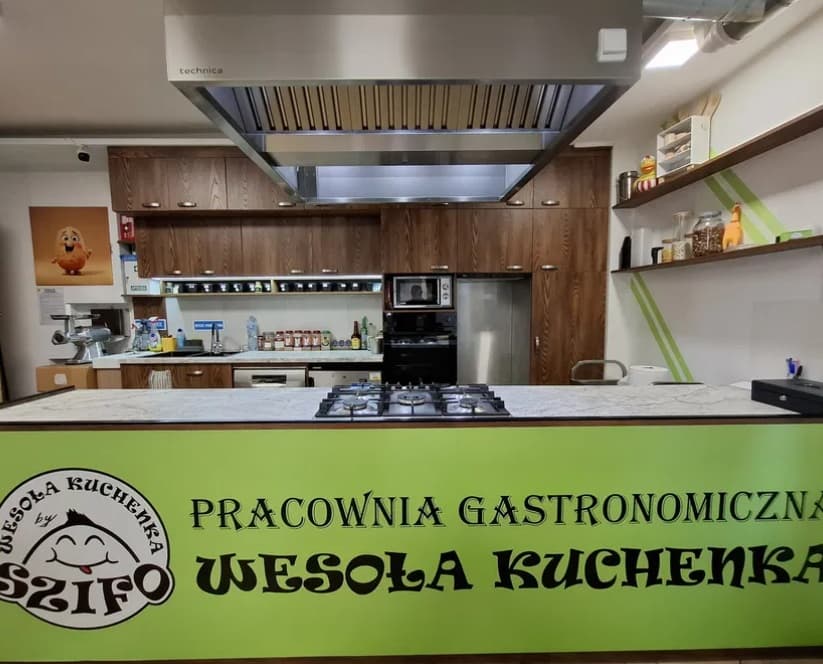 technica
WESOŁA KUCHENKA
by
SZIFO
PRACOWNIA GASTRONOMICZNA
WESOŁA KUCHENKA